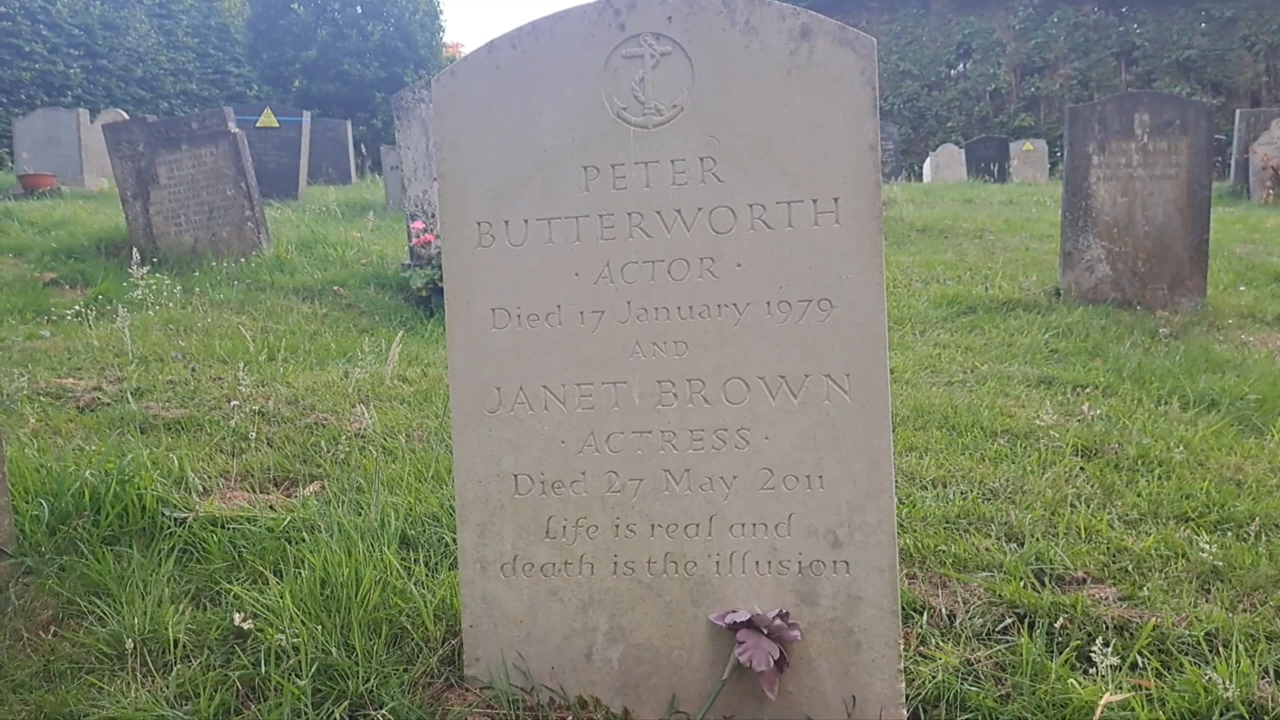 PETER
BUTTERWORTH
· ACTOR ·
Died 17 January 1979
AND
JANET BROWN
· ACTRESS ·
Died 27 May 2011
Life is real and
death is the illusion